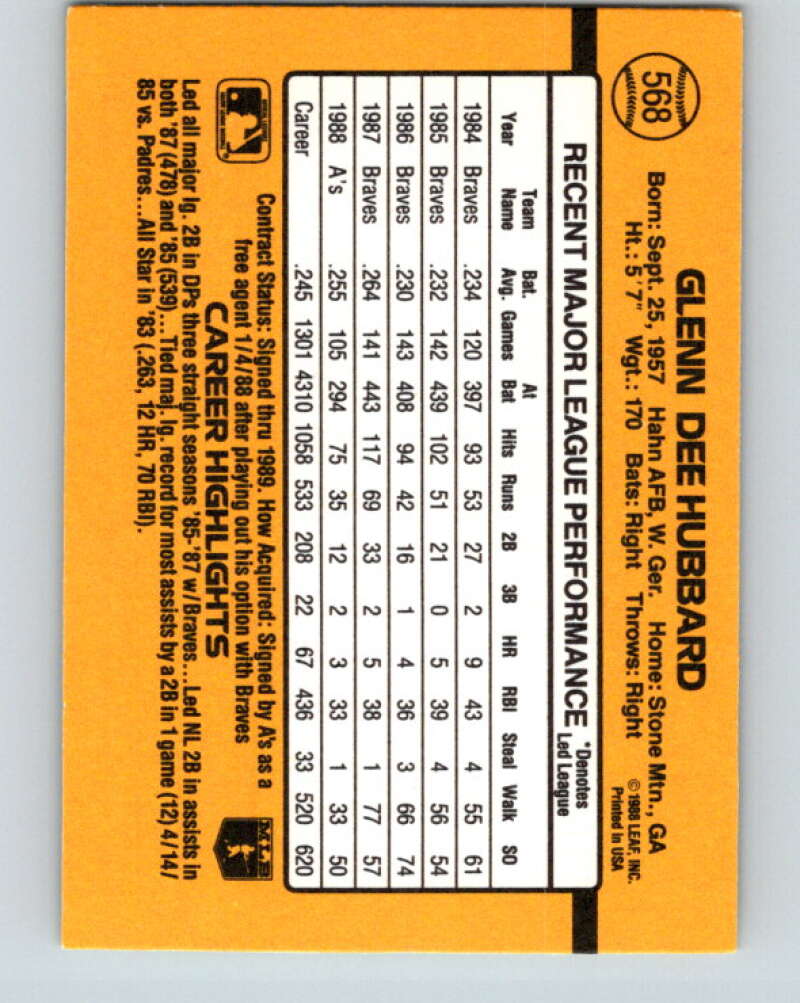 568
GLENN DEE HUBBARD
Born: Sept. 25, 1957 Hahn AFB, W. Ger. Home: Stone Mtn., GA
Ht.: 5'7" Wgt.: 170 Bats: Right Throws: Right
© 1988 LEAF, INC.
Printed In USA
RECENT MAJOR LEAGUE PERFORMANCE
*Denotes
Led League
Year Team Name Bat. Avg. Games At Bat Hits Runs 2B 3B HR RBI Steal Walk SO
1984 Braves .234 120 397 93 53 27 2 9 43 4 55 61
1985 Braves .232 142 439 102 51 21 0 5 39 4 56 54
1986 Braves .230 143 408 94 42 16 1 4 36 3 66 74
1987 Braves .264 141 443 117 69 33 2 5 38 1 77 57
1988 A's .255 105 294 75 35 12 2 3 33 1 33 50
Career .245 1301 4310 1058 533 208 22 67 436 33 520 620
Contract Status: Signed thru 1989. How Acquired: Signed by A's as a
free agent 1/4/88 after playing out his option with Braves
MLB
CAREER HIGHLIGHTS
Led all major lg. 2B in DPs three straight seasons '85-'87 w/Braves...Led NL 2B in assists in
both '87 (478) and '85 (539)... Tied maj. lg. record for most assists by a 2B in 1 game (12) 4/14/
85 vs. Padres...All Star in '83 (.263, 12 HR, 70 RBI).